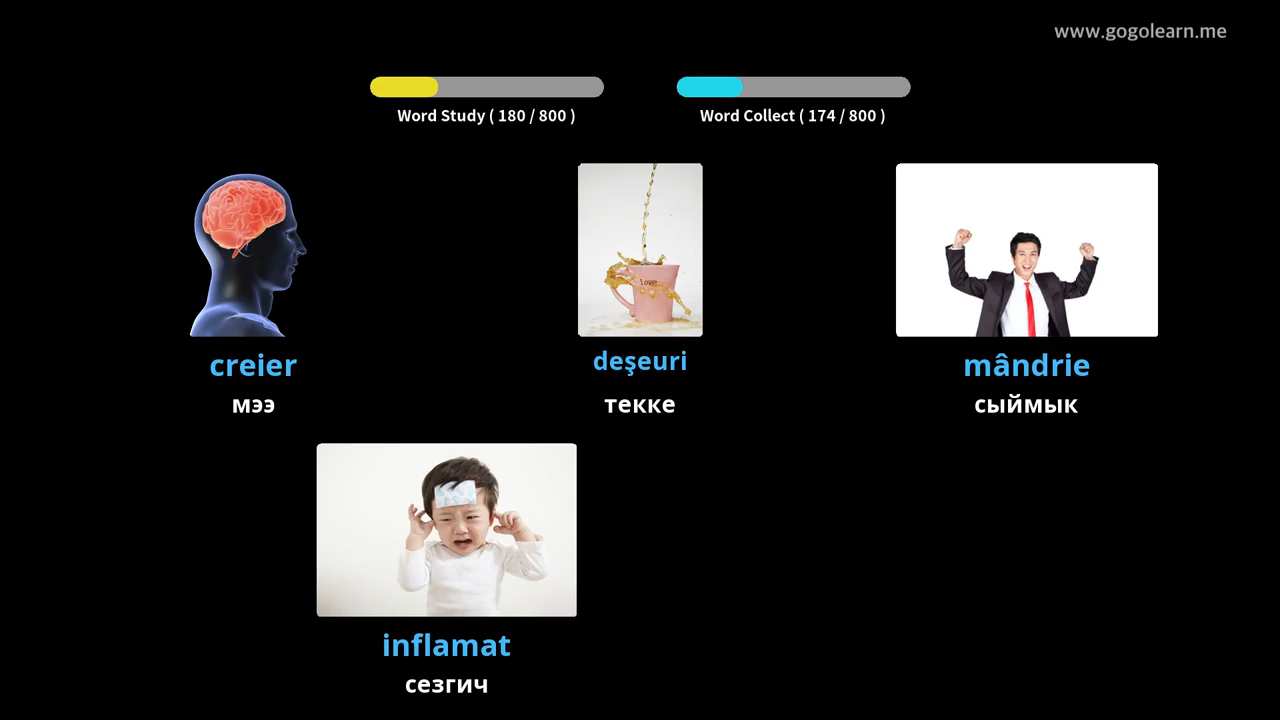 www.gogolearn.me
Word Study ( 180 / 800 )
Word Collect ( 174 / 800 )
love
creier
deşeuri
mândrie
мээ
текке
сыймык
inflamat
сезгич